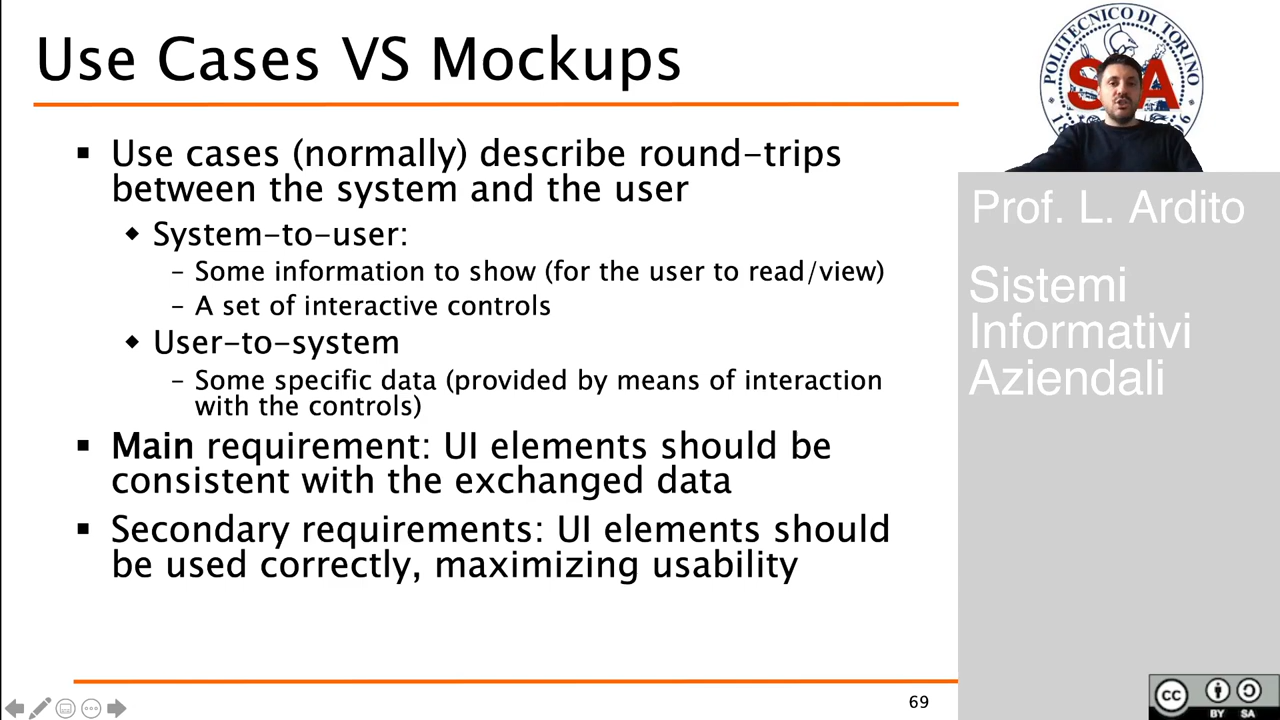 Use Cases VS Mockups
▪ Use cases (normally) describe round-trips
between the system and the user
◆ System-to-user:
– Some information to show (for the user to read/view)
– A set of interactive controls
◆ User-to-system
– Some specific data (provided by means of interaction
with the controls)
▪ Main requirement: UI elements should be
consistent with the exchanged data
▪ Secondary requirements: UI elements should
be used correctly, maximizing usability
69
POLITECNICO DI TORINO
Prof. L. Ardito
Sistemi
Informativi
Aziendali
cc
BY SA